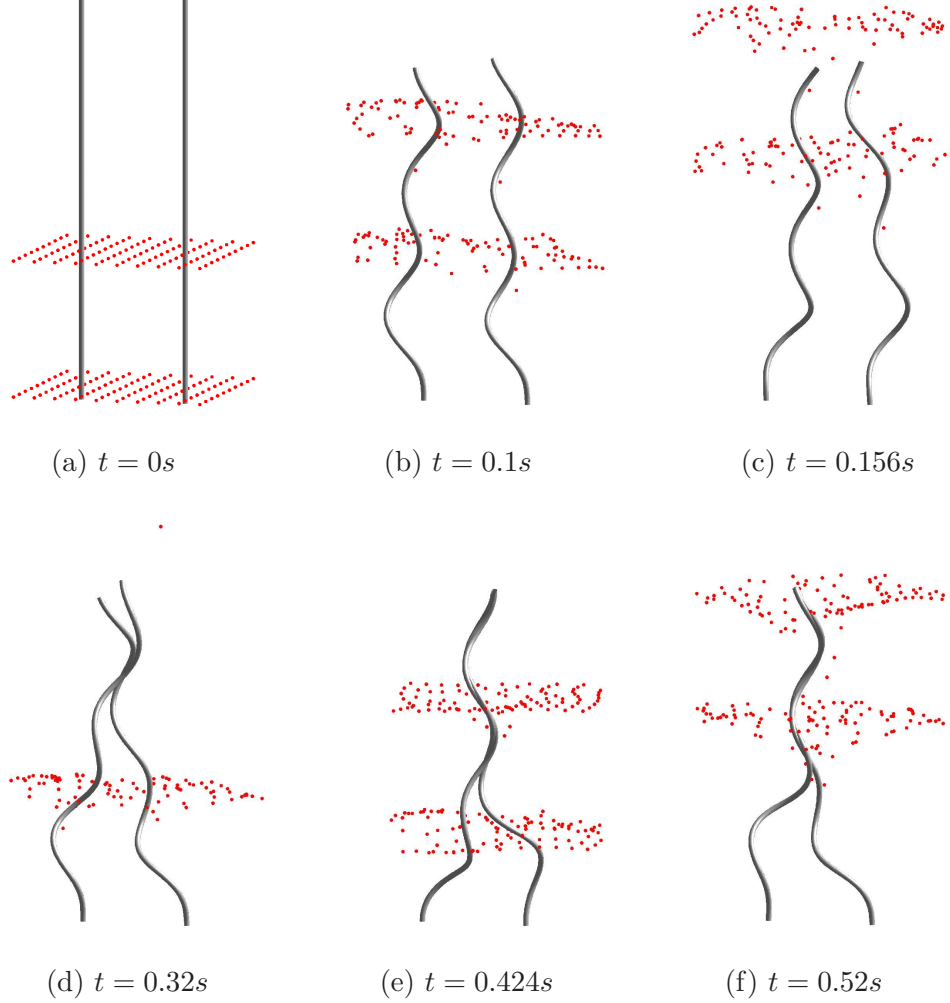 (a) t = 0s
(b) t = 0.1s
(c) t = 0.156s
(d) t = 0.32s
(e) t = 0.424s
(f) t = 0.52s